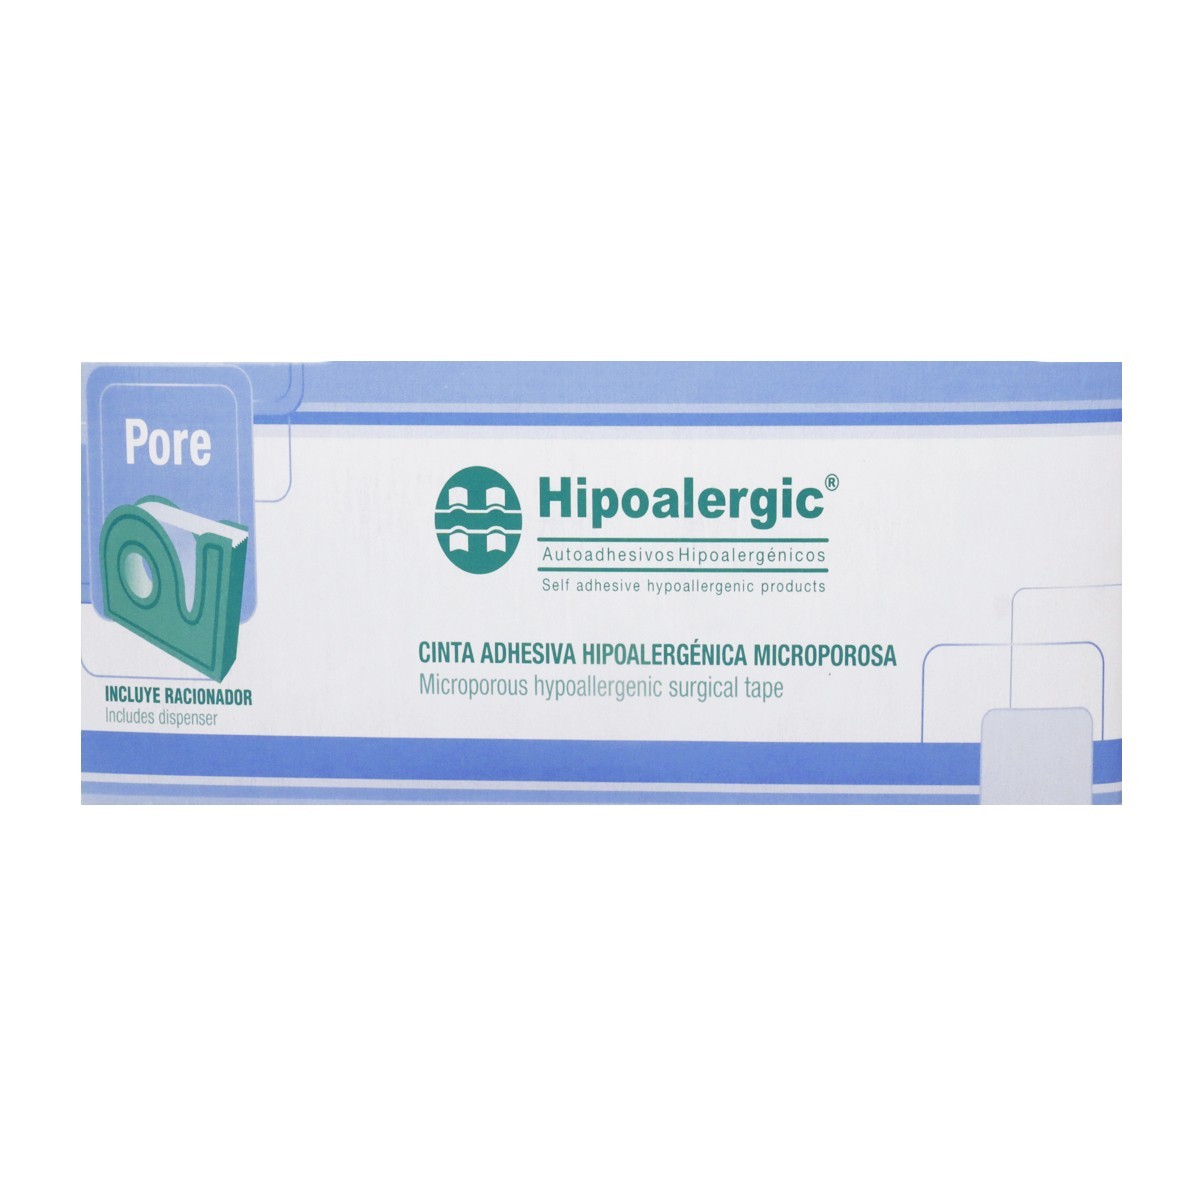 Pore
INCLUYE RACIONADOR
Includes dispenser
Hipoalergic®
Autoadhesivos Hipoalergénicos
Self adhesive hypoallergenic products
CINTA ADHESIVA HIPOALERGÉNICA MICROPOROSA
Microporous hypoallergenic surgical tape